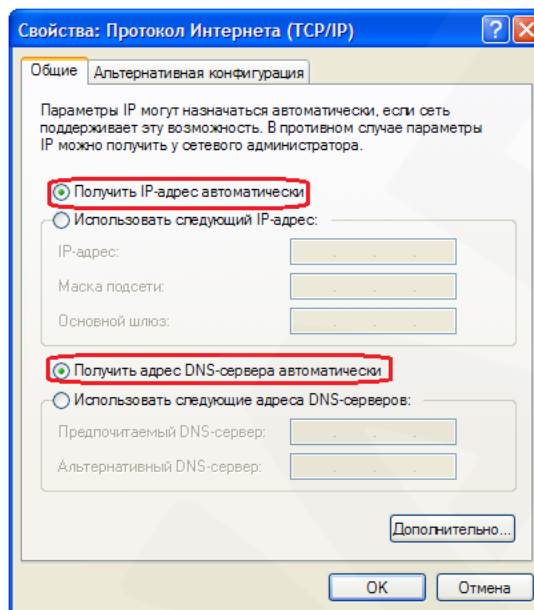 Свойства: Протокол Интернета (TCP/IP)
Общие
Альтернативная конфигурация
Параметры IP могут назначаться автоматически, если сеть
поддерживает эту возможность. В противном случае параметры
IP можно получить у сетевого администратора.
Получить IP-адрес автоматически
Использовать следующий IP-адрес:
IP-адрес:
Маска подсети:
Основной шлюз:
Получить адрес DNS-сервера автоматически
Использовать следующие адреса DNS-серверов:
Предпочитаемый DNS-сервер:
Альтернативный DNS-сервер:
Дополнительно...
OK
Отмена